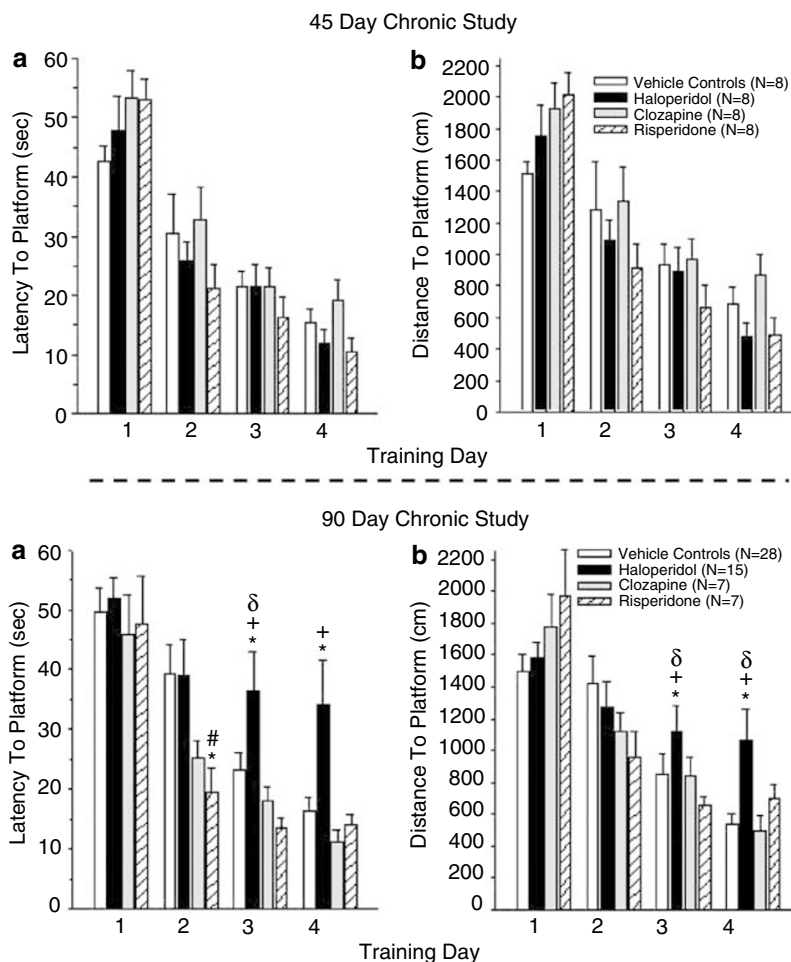 45 Day Chronic Study
a
Latency To Platform (sec)
60
50
40
30
20
10
0
1 2 3 4
b
Distance To Platform (cm)
2200
2000
1800
1600
1400
1200
1000
800
600
400
200
0
Vehicle Controls (N=8)
Haloperidol (N=8)
Clozapine (N=8)
Risperidone (N=8)
1 2 3 4
Training Day
90 Day Chronic Study
a
Latency To Platform (sec)
60
50
40
30
20
10
0
#
*
δ
+
*
+
*
1 2 3 4
b
Distance To Platform (cm)
2200
2000
1800
1600
1400
1200
1000
800
600
400
200
0
Vehicle Controls (N=28)
Haloperidol (N=15)
Clozapine (N=7)
Risperidone (N=7)
δ
+
*
δ
+
*
1 2 3 4
Training Day